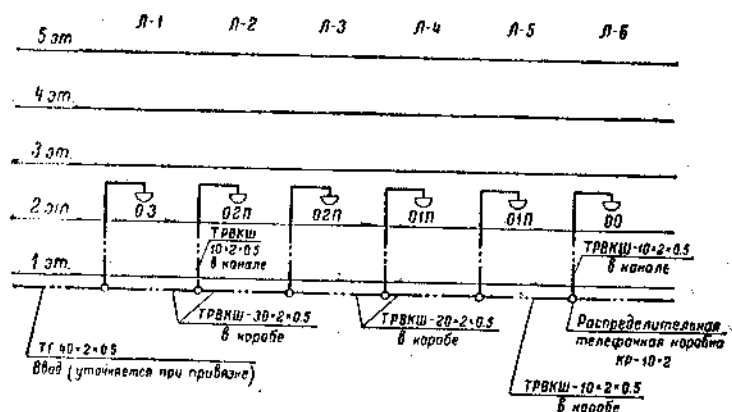 Л-1 Л-2 Л-3 Л-4 Л-5 Л-6
5 эт.
4 эт.
3 эт.
2 эт.
03 02П 02П 01П 01П 00
ТРВКШ
10×2×0.5
в канале
ТРВКШ-10×2×0.5
в канале
1 эт.
ТРВКШ-30×2×0.5
в коробе
ТРВКШ-20×2×0.5
в коробе
Распределительная
телефонная коробка
КР-10×2
ТГ 40×2×0.5
Ввод (уточняется при привязке)
ТРВКШ-10×2×0.5
в коробе